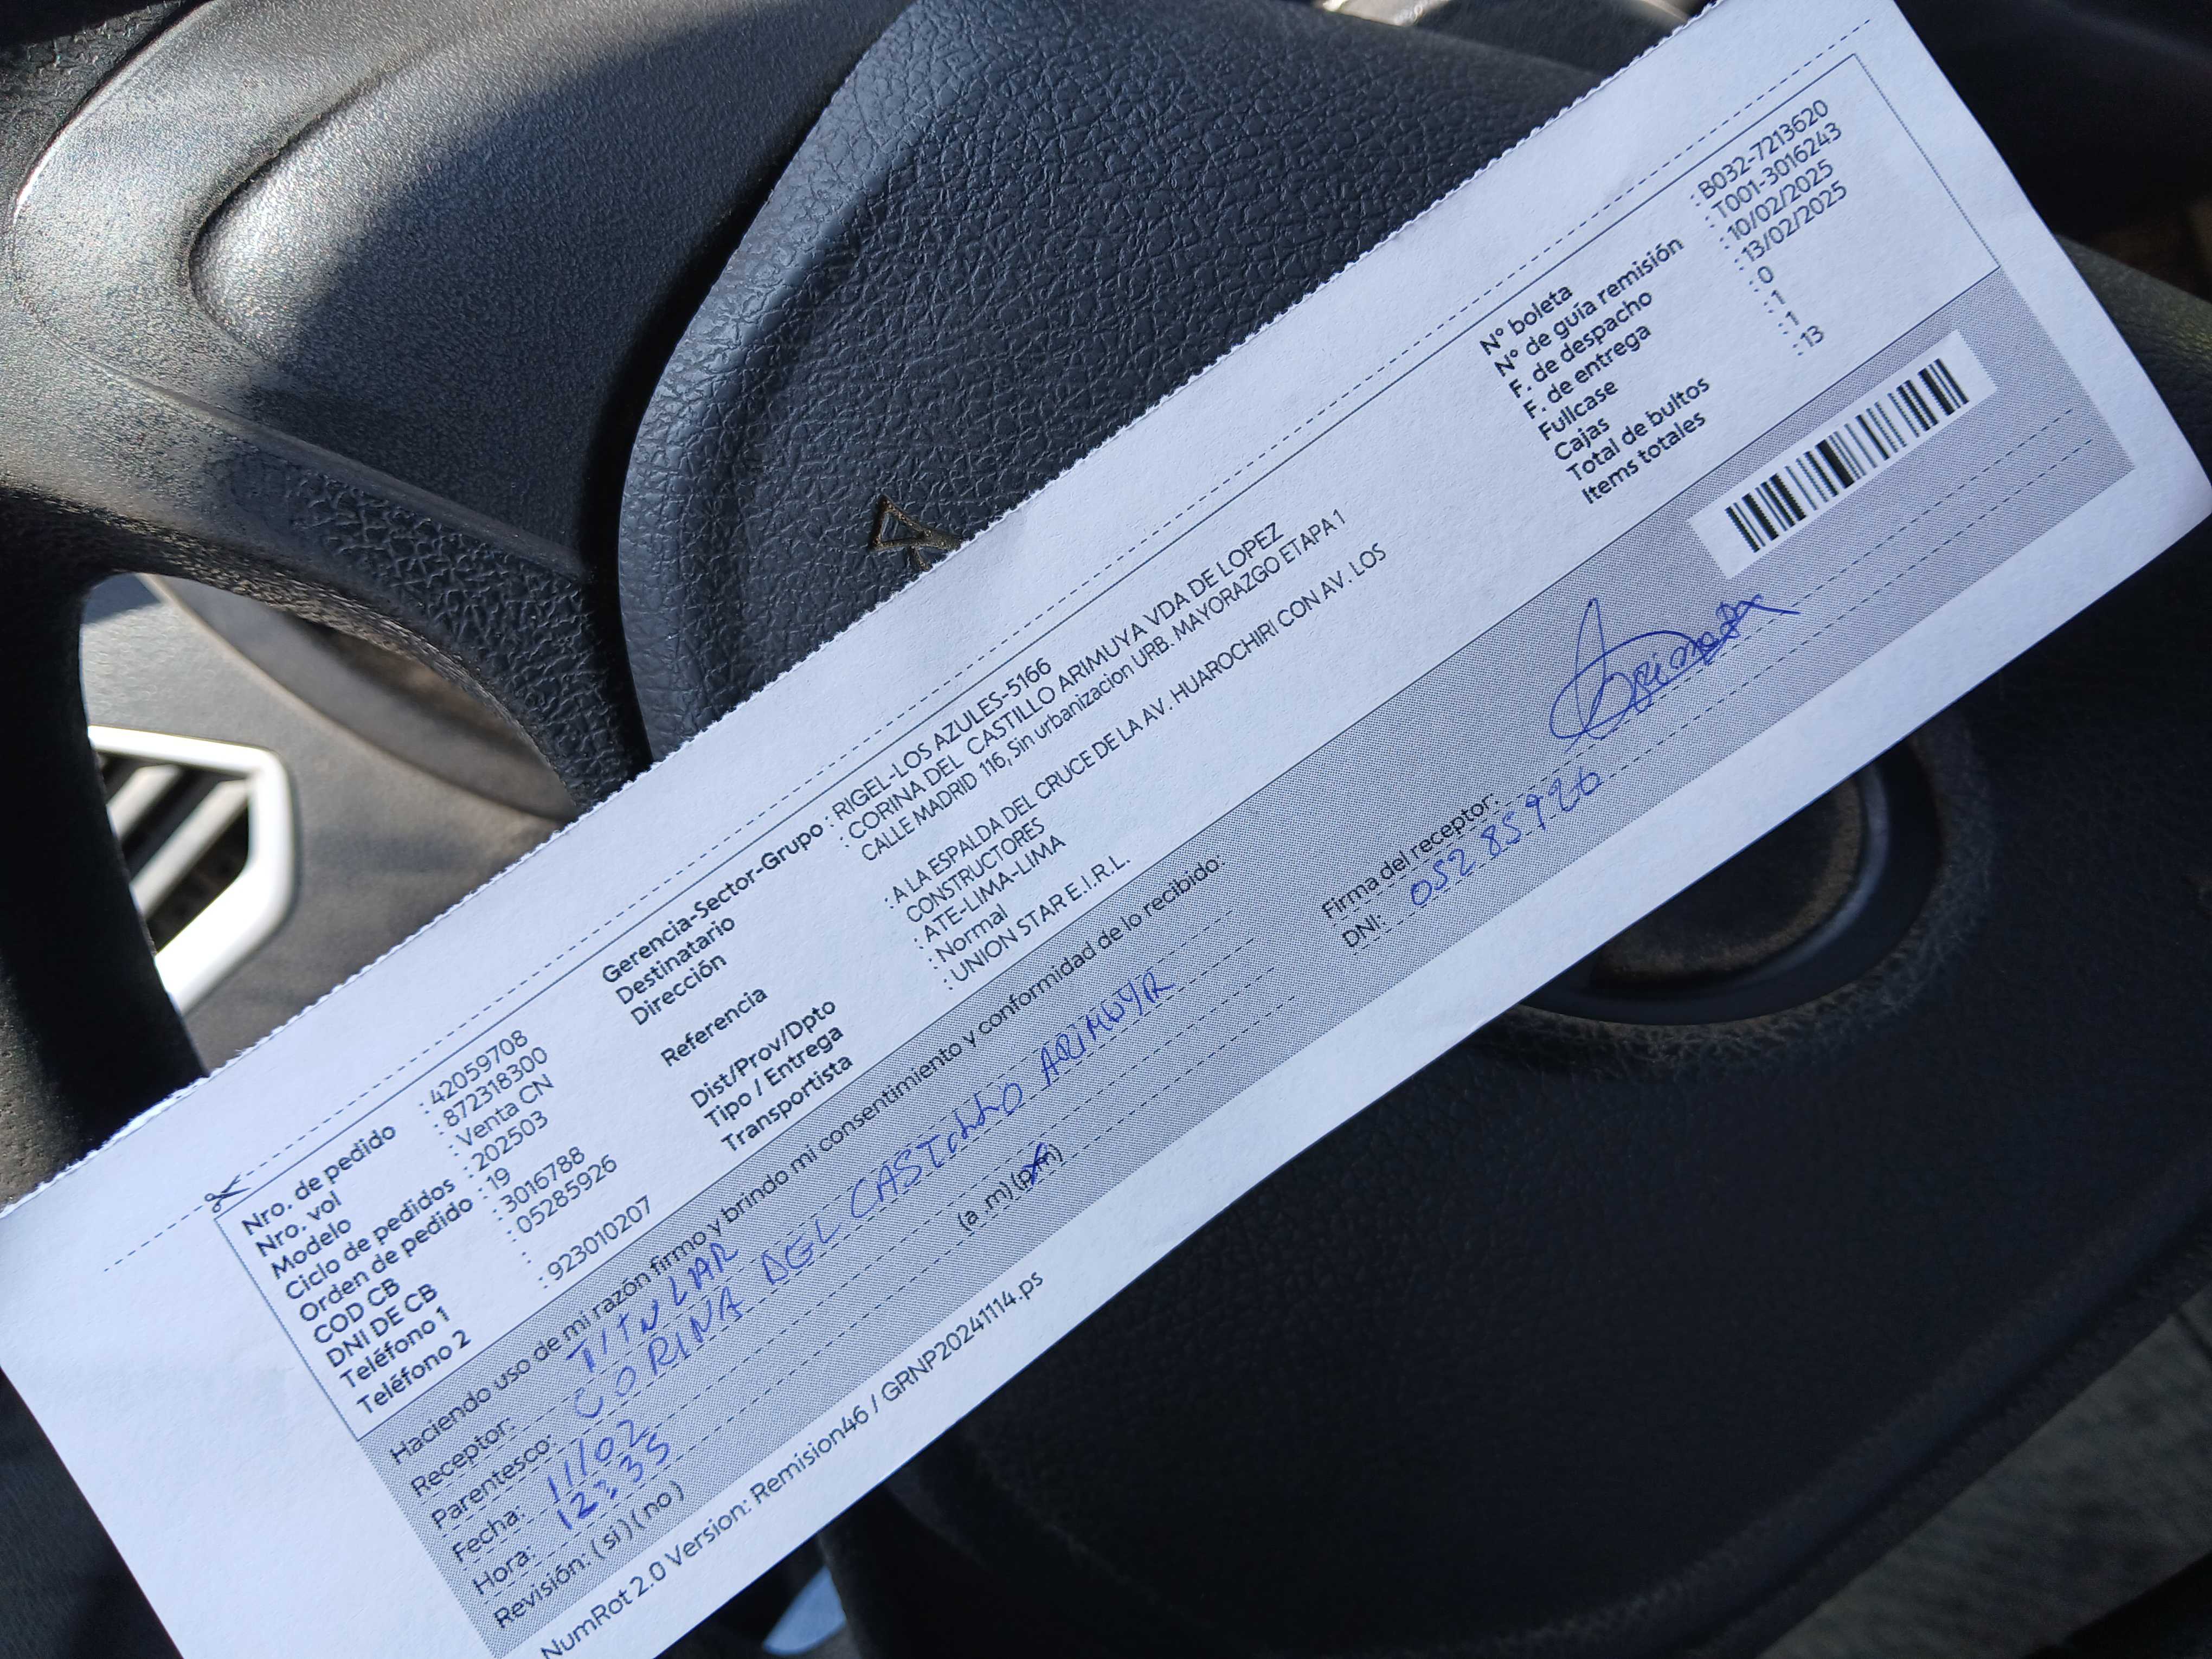 Nro. de pedido : 42059708
Nro. vol : 872318300
Modelo : Venta CN
Ciclo de pedidos : 202503
Orden de pedido : 19
COD CB : 3016788
DNI DE CB : 05285926
Teléfono 1 :
Teléfono 2 : 923010207
Gerencia-Sector-Grupo : RIGEL-LOS AZULES-5166
Destinatario : CORINA DEL CASTILLO ARIMUYA VDA DE LOPEZ
Dirección CALLE MADRID 116, Sin urbanizacion URB. MAYORAZGO ETAPA 1
Referencia : A LA ESPALDA DEL CRUCE DE LA AV. HUAROCHIRI CON AV. LOS
CONSTRUCTORES
Dist/Prov/Dpto : ATE-LIMA-LIMA
Tipo / Entrega : Normal
Transportista : UNION STAR E.I.R.L.
N° boleta : B032-7213620
N° de guía remisión : T001-3016243
F. de despacho : 10/02/2025
F. de entrega : 13/02/2025
Fullcase : 0
Cajas : 1
Total de bultos : 1
Items totales : 13
Haciendo uso de mi razón firmo y brindo mi consentimiento y conformidad de lo recibido:
Receptor: TITULAR
Parentesco: CORINA DEL CASTILLO ARIMUYA
Fecha: 11/02
Hora: 12:35 (a .m) (p.m)
Revisión: ( si ) ( no )
Firma del receptor:
DNI: 05285926
NumRot 2.0 Version: Remision46 / GRNP20241114.ps